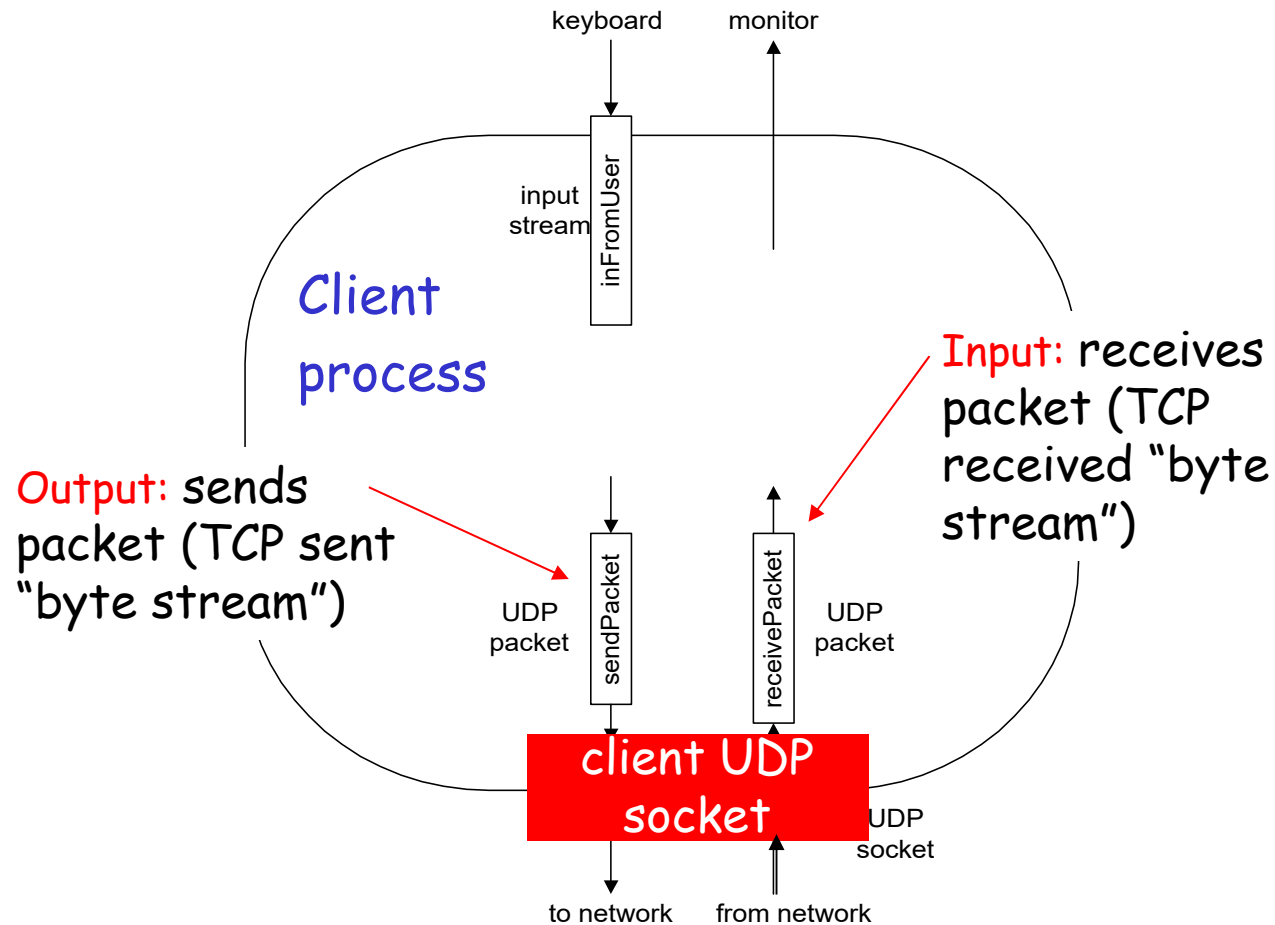 keyboard
monitor
input
stream
inFromUser
Client
process
Input: receives
packet (TCP
received “byte
stream”)
Output: sends
packet (TCP sent
“byte stream”)
UDP
packet
sendPacket
receivePacket
UDP
packet
client UDP
socket
UDP
socket
to network
from network